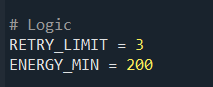 # Logic
RETRY_LIMIT = 3
ENERGY_MIN = 200